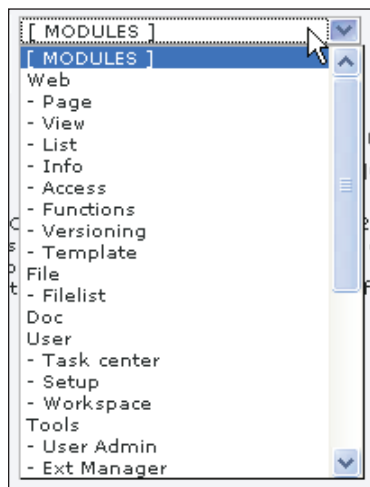 [ MODULES ]
[ MODULES ]
Web
- Page
- View
- List
- Info
- Access
- Functions
- Versioning
- Template
File
- Filelist
Doc
User
- Task center
- Setup
- Workspace
Tools
- User Admin
- Ext Manager